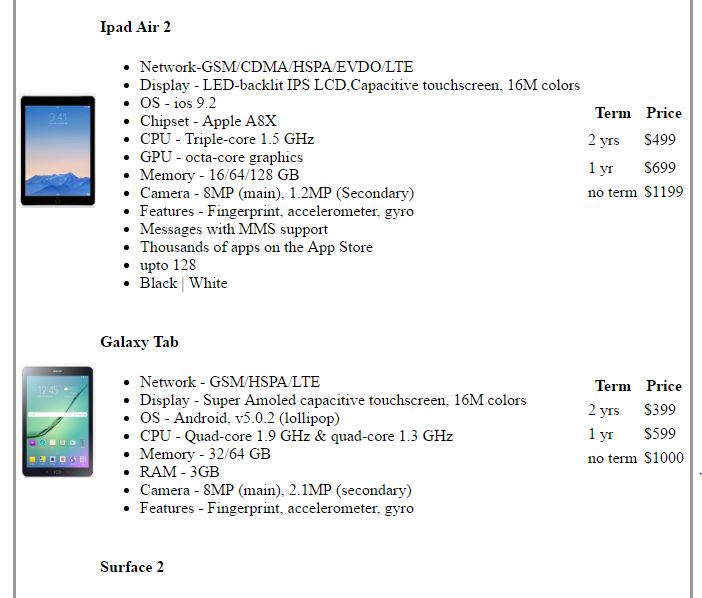 Ipad Air 2
Network-GSM/CDMA/HSPA/EVDO/LTE
Display - LED-backlit IPS LCD,Capacitive touchscreen, 16M colors
OS - ios 9.2
Chipset - Apple A8X
CPU - Triple-core 1.5 GHz
GPU - octa-core graphics
Memory - 16/64/128 GB
Camera - 8MP (main), 1.2MP (Secondary)
Features - Fingerprint, accelerometer, gyro
Messages with MMS support
Thousands of apps on the App Store
upto 128
Black | White
Term Price
2 yrs $499
1 yr $699
no term $1199
9:41
Galaxy Tab
Network - GSM/HSPA/LTE
Display - Super Amoled capacitive touchscreen, 16M colors
OS - Android, v5.0.2 (lollipop)
CPU - Quad-core 1.9 GHz & quad-core 1.3 GHz
Memory - 32/64 GB
RAM - 3GB
Camera - 8MP (main), 2.1MP (secondary)
Features - Fingerprint, accelerometer, gyro
Term Price
2 yrs $399
1 yr $599
no term $1000
12:45
Surface 2